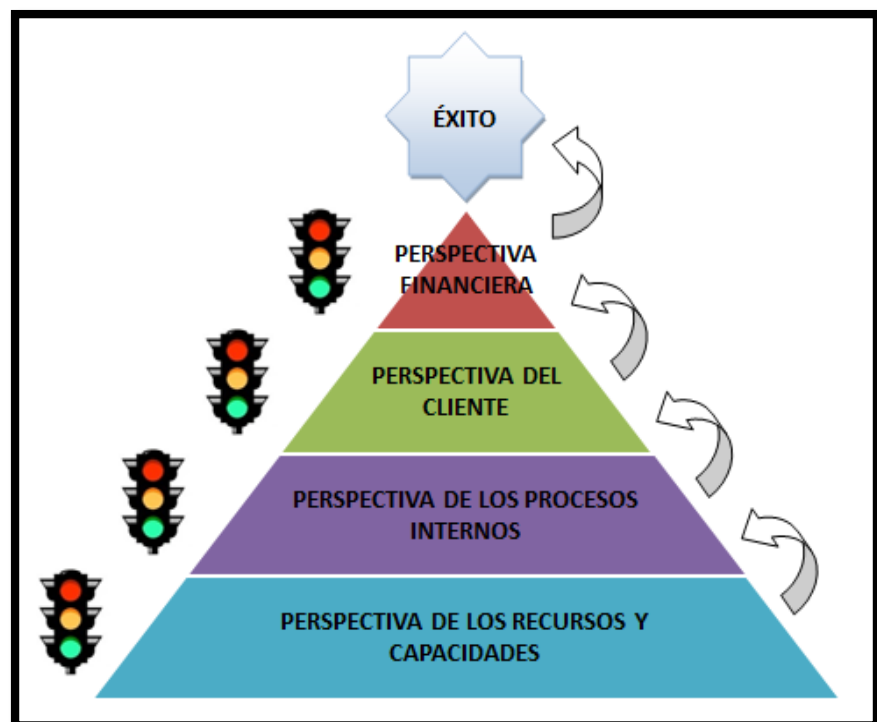 ÉXITO
PERSPECTIVA
FINANCIERA
PERSPECTIVA DEL
CLIENTE
PERSPECTIVA DE LOS PROCESOS
INTERNOS
PERSPECTIVA DE LOS RECURSOS Y
CAPACIDADES